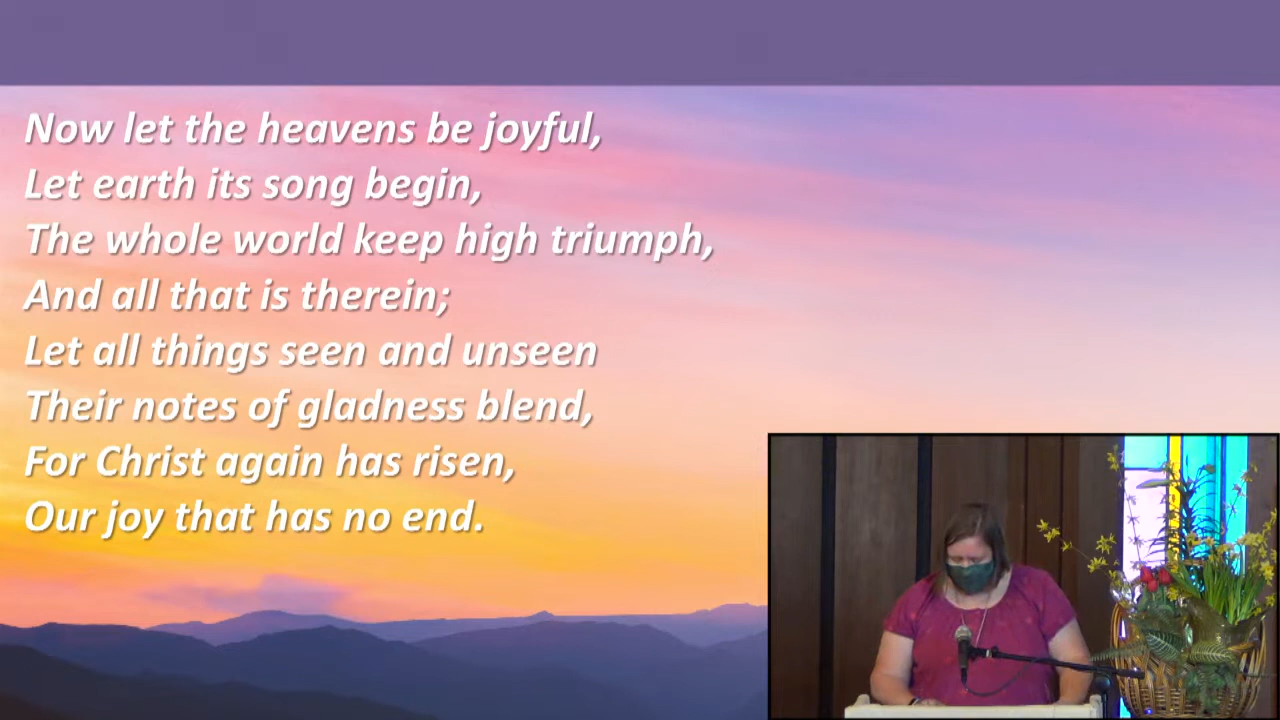 Now let the heavens be joyful,
Let earth its song begin,
The whole world keep high triumph,
And all that is therein;
Let all things seen and unseen
Their notes of gladness blend,
For Christ again has risen,
Our joy that has no end.